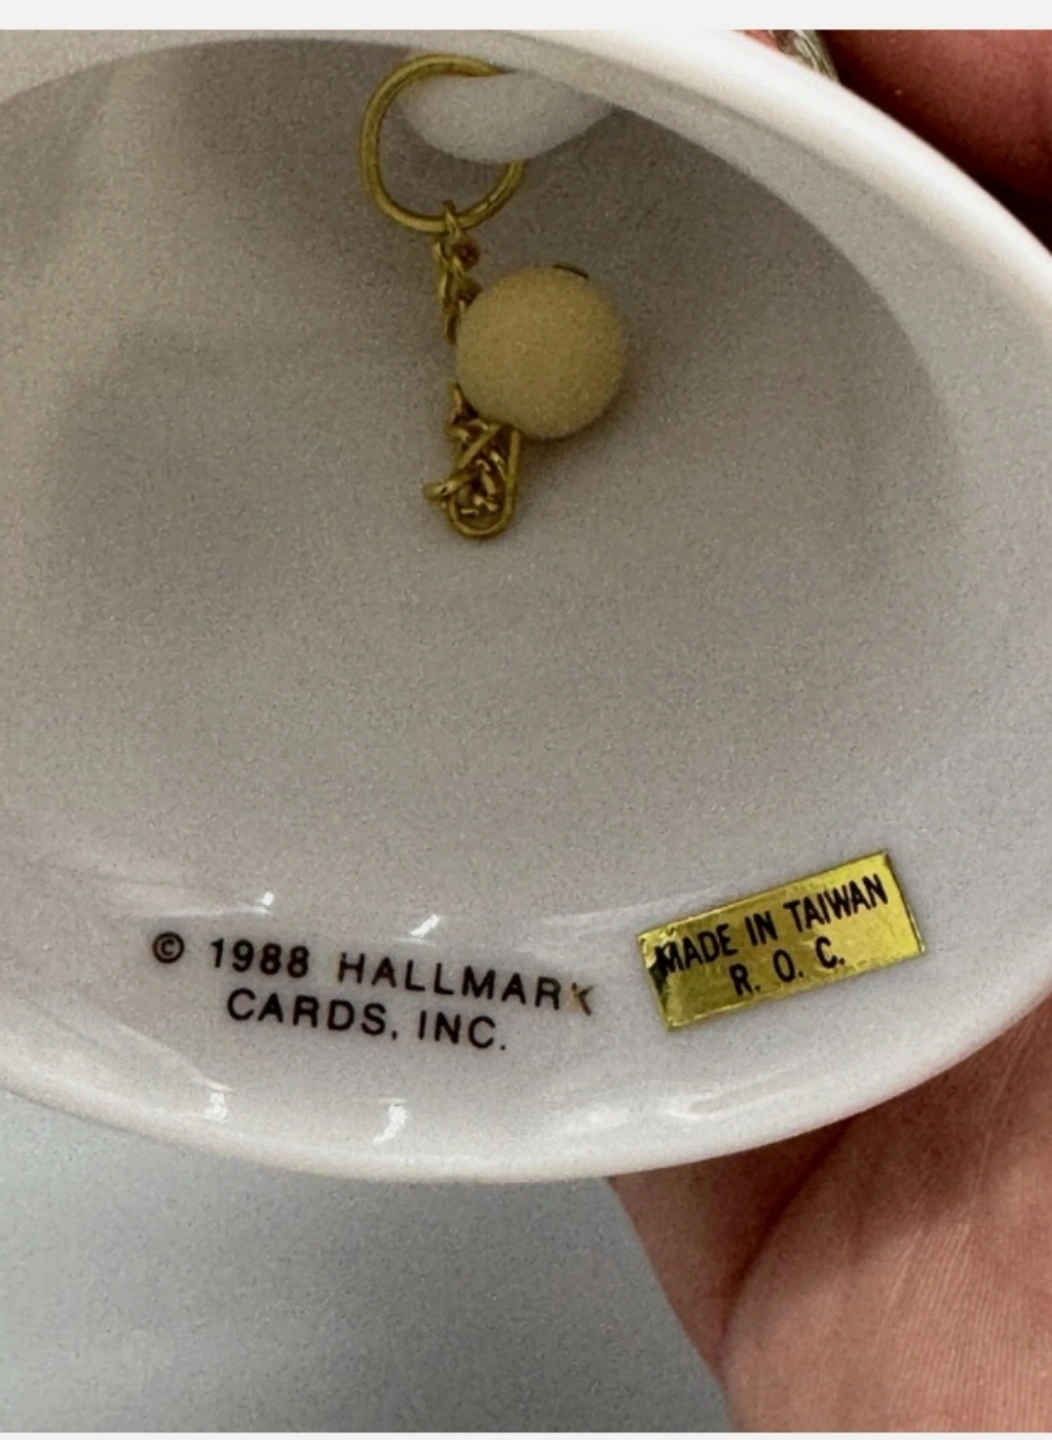 © 1988 HALLMARK
CARDS, INC.
MADE IN TAIWAN
R. O. C.